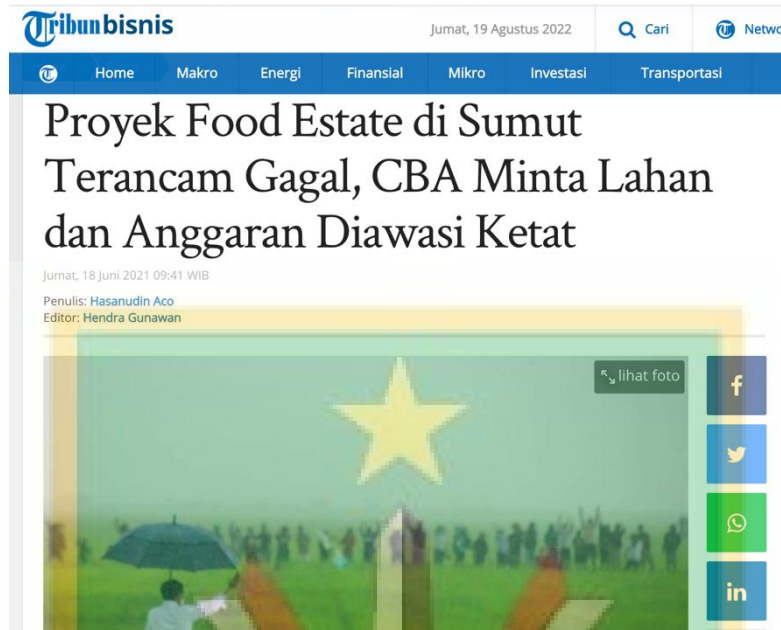 Tribunbisnis
Jumat, 19 Agustus 2022
Cari
Home Makro Energi Finansial Mikro Investasi Transportasi
Proyek Food Estate di Sumut
Terancam Gagal, CBA Minta Lahan
dan Anggaran Diawasi Ketat
Jumat, 18 Juni 2021 09:41 WIB
Penulis: Hasanudin Aco
Editor: Hendra Gunawan
lihat foto